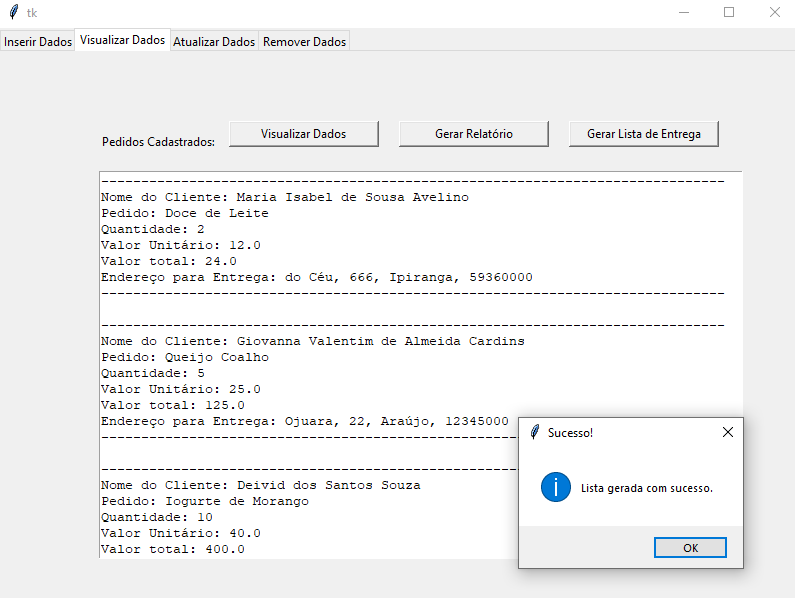 tk
Inserir Dados Visualizar Dados Atualizar Dados Remover Dados
Pedidos Cadastrados: Visualizar Dados Gerar Relatório Gerar Lista de Entrega
------------------------------------------------------------------------------
Nome do Cliente: Maria Isabel de Sousa Avelino
Pedido: Doce de Leite
Quantidade: 2
Valor Unitário: 12.0
Valor total: 24.0
Endereço para Entrega: do Céu, 666, Ipiranga, 59360000
------------------------------------------------------------------------------
------------------------------------------------------------------------------
Nome do Cliente: Giovanna Valentim de Almeida Cardins
Pedido: Queijo Coalho
Quantidade: 5
Valor Unitário: 25.0
Valor total: 125.0
Endereço para Entrega: Ojuara, 22, Araújo, 12345000
----------------------------------------------------
----------------------------------------------------
Nome do Cliente: Deivid dos Santos Souza
Pedido: Iogurte de Morango
Quantidade: 10
Valor Unitário: 40.0
Valor total: 400.0
Sucesso!
Lista gerada com sucesso.
OK